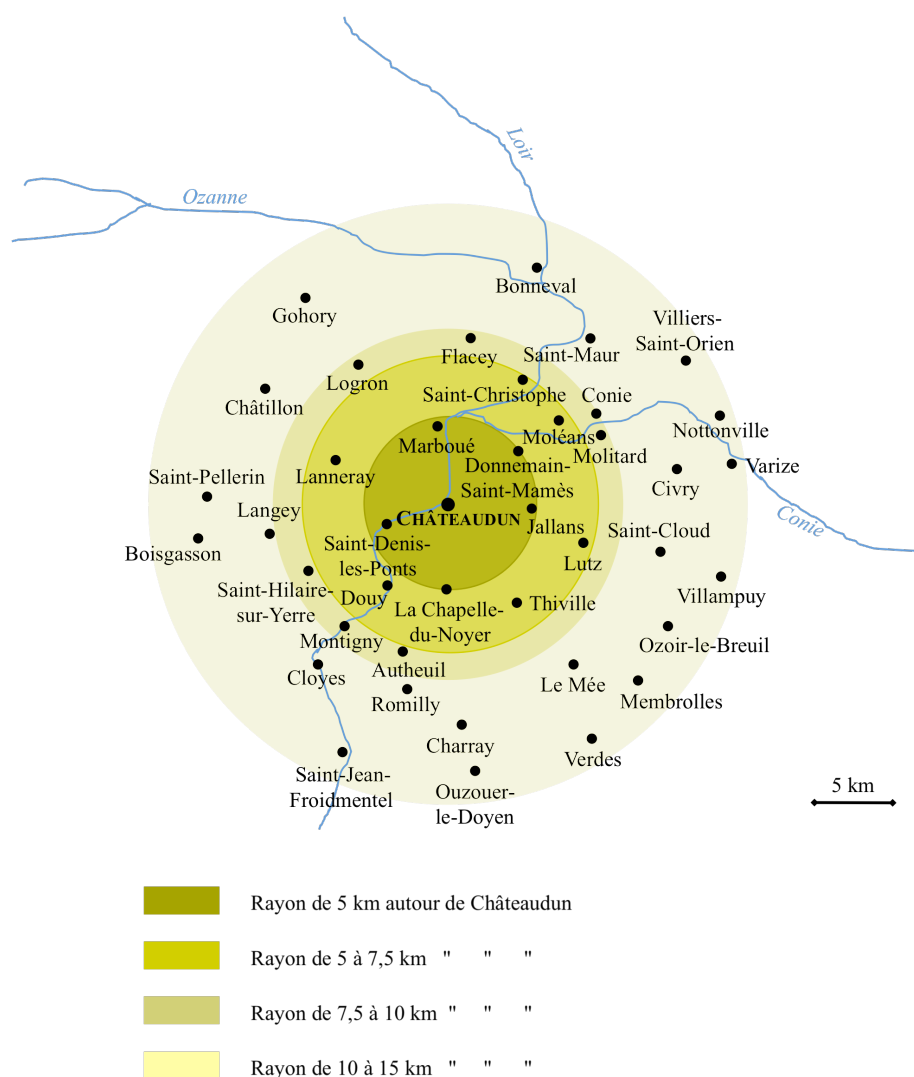 Loir
Ozanne
Bonneval
Gohory
Villiers-
Saint-Orien
Flacey
Saint-Maur
Logron
Saint-Christophe
Conie
Châtillon
Nottonville
Marboué
Moléans
Molitard
Varize
Donnemain-
Saint-Mamès
Lanneray
Saint-Pellerin
Civry
Langey
CHÂTEAUDUN
Jallans
Saint-Cloud
Conie
Boisgasson
Saint-Denis-
les-Ponts
Lutz
Saint-Hilaire-
sur-Yerre
Douy
La Chapelle-
du-Noyer
Thiville
Villampuy
Montigny
Ozoir-le-Breuil
Cloyes
Autheuil
Le Mée
Romilly
Membrolles
Charray
Verdes
Saint-Jean-
Froidmentel
Ouzouer-
le-Doyen
5 km
Rayon de 5 km autour de Châteaudun
Rayon de 5 à 7,5 km " " "
Rayon de 7,5 à 10 km " " "
Rayon de 10 à 15 km " " "